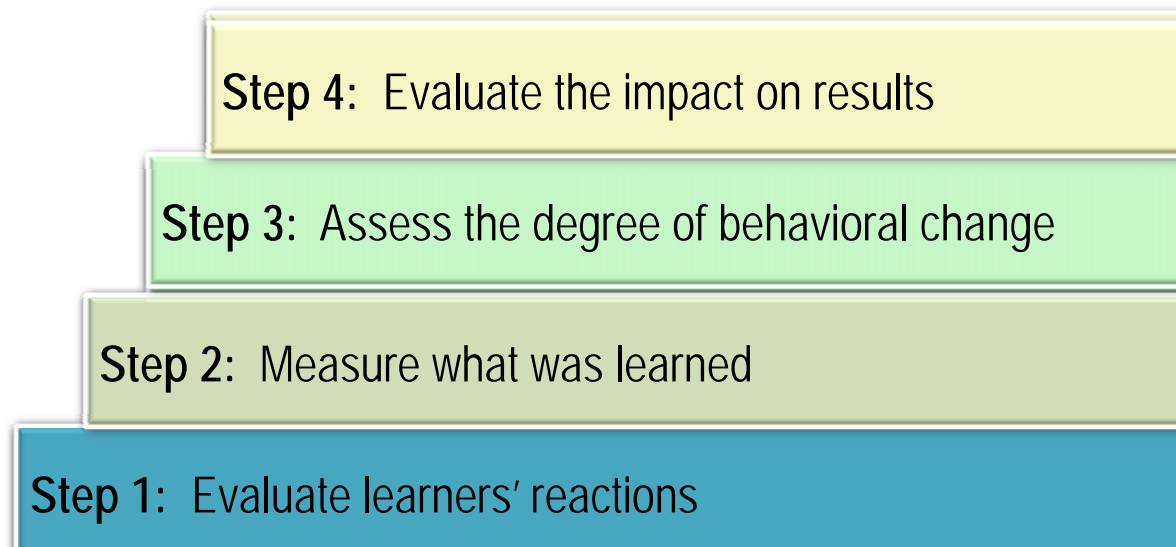 Step 4: Evaluate the impact on results
Step 3: Assess the degree of behavioral change
Step 2: Measure what was learned
Step 1: Evaluate learners’ reactions